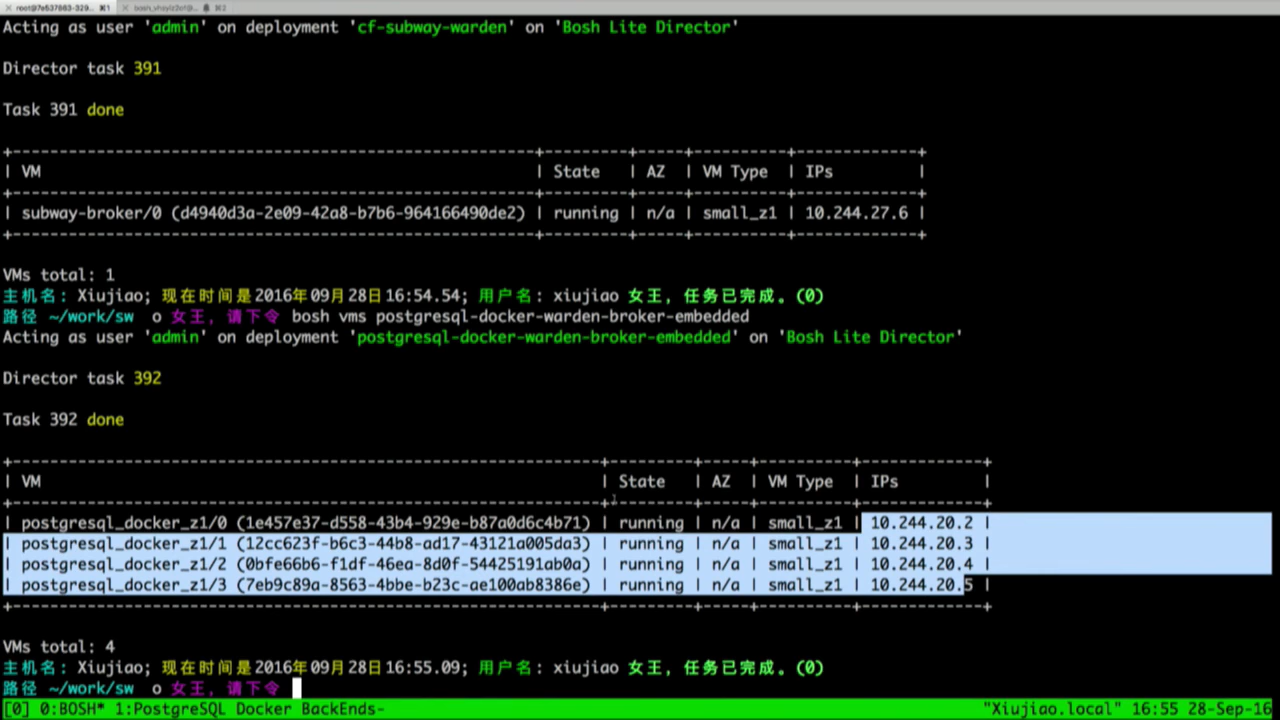 root@7e537663-329... ⌘1 bosh_yhsylz2o1@... ⌘2
Acting as user 'admin' on deployment 'cf-subway-warden' on 'Bosh Lite Director'
Director task 391
Task 391 done
+---------------------------------------------------+---------+-----+----------+-------------+
| VM | State | AZ | VM Type | IPs |
+---------------------------------------------------+---------+-----+----------+-------------+
| subway-broker/0 (d4940d3a-2e09-42a8-b7b6-964166490de2) | running | n/a | small_z1 | 10.244.27.6 |
+---------------------------------------------------+---------+-----+----------+-------------+
VMs total: 1
主机名: Xiujiao; 现在时间是2016年09月28日16:54.54; 用户名: xiujiao 女王, 任务已完成。(0)
路径 ~/work/sw o 女王, 请下令 bosh vms postgresql-docker-warden-broker-embedded
Acting as user 'admin' on deployment 'postgresql-docker-warden-broker-embedded' on 'Bosh Lite Director'
Director task 392
Task 392 done
+---------------------------------------------------------------+---------+-----+----------+-------------+
| VM | State | AZ | VM Type | IPs |
+---------------------------------------------------------------+---------+-----+----------+-------------+
| postgresql_docker_z1/0 (1e457e37-d558-43b4-929e-b87a0d6c4b71) | running | n/a | small_z1 | 10.244.20.2 |
| postgresql_docker_z1/1 (12cc623f-b6c3-44b8-ad17-43121a005da3) | running | n/a | small_z1 | 10.244.20.3 |
| postgresql_docker_z1/2 (0bfe66b6-f1df-46ea-8d0f-54425191ab0a) | running | n/a | small_z1 | 10.244.20.4 |
| postgresql_docker_z1/3 (7eb9c89a-8563-4bbe-b23c-ae100ab8386e) | running | n/a | small_z1 | 10.244.20.5 |
+---------------------------------------------------------------+---------+-----+----------+-------------+
VMs total: 4
主机名: Xiujiao; 现在时间是2016年09月28日16:55.09; 用户名: xiujiao 女王, 任务已完成。(0)
路径 ~/work/sw o 女王, 请下令
[0] 0:BOSH* 1:PostgreSQL Docker BackEnds- "Xiujiao.local" 16:55 28-Sep-16